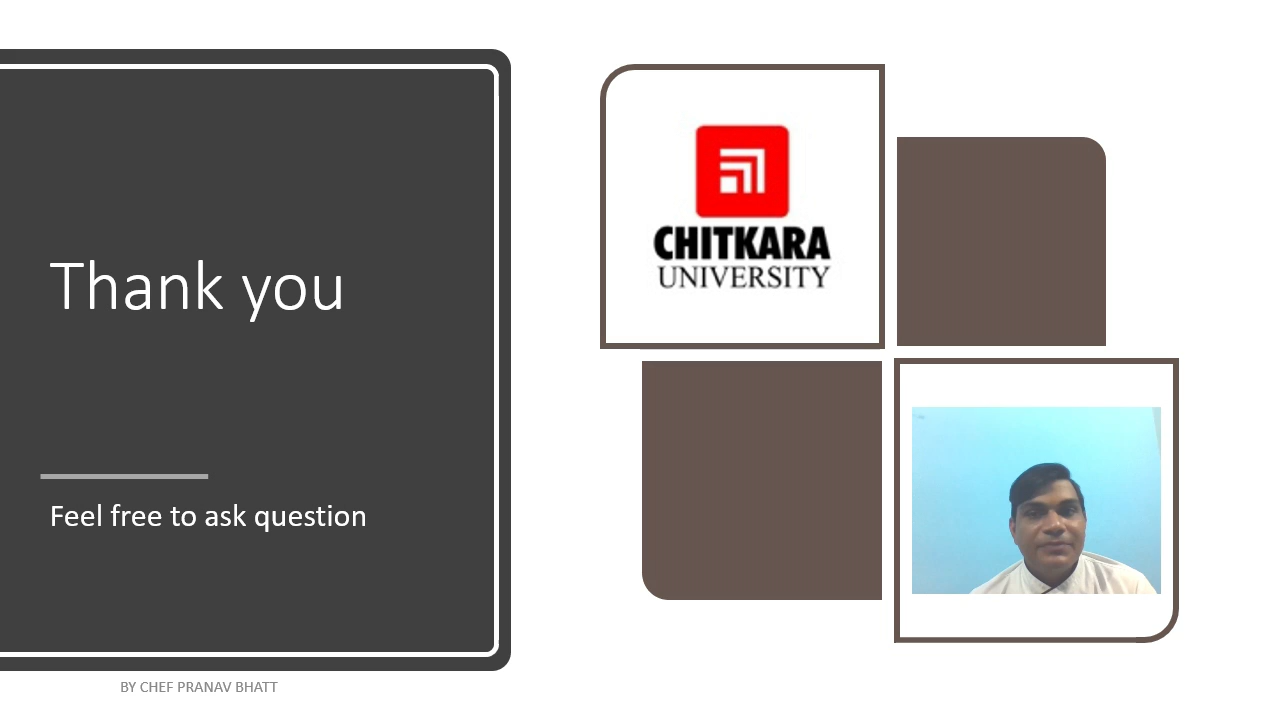 Thank you
Feel free to ask question
CHITKARA
UNIVERSITY
BY CHEF PRANAV BHATT